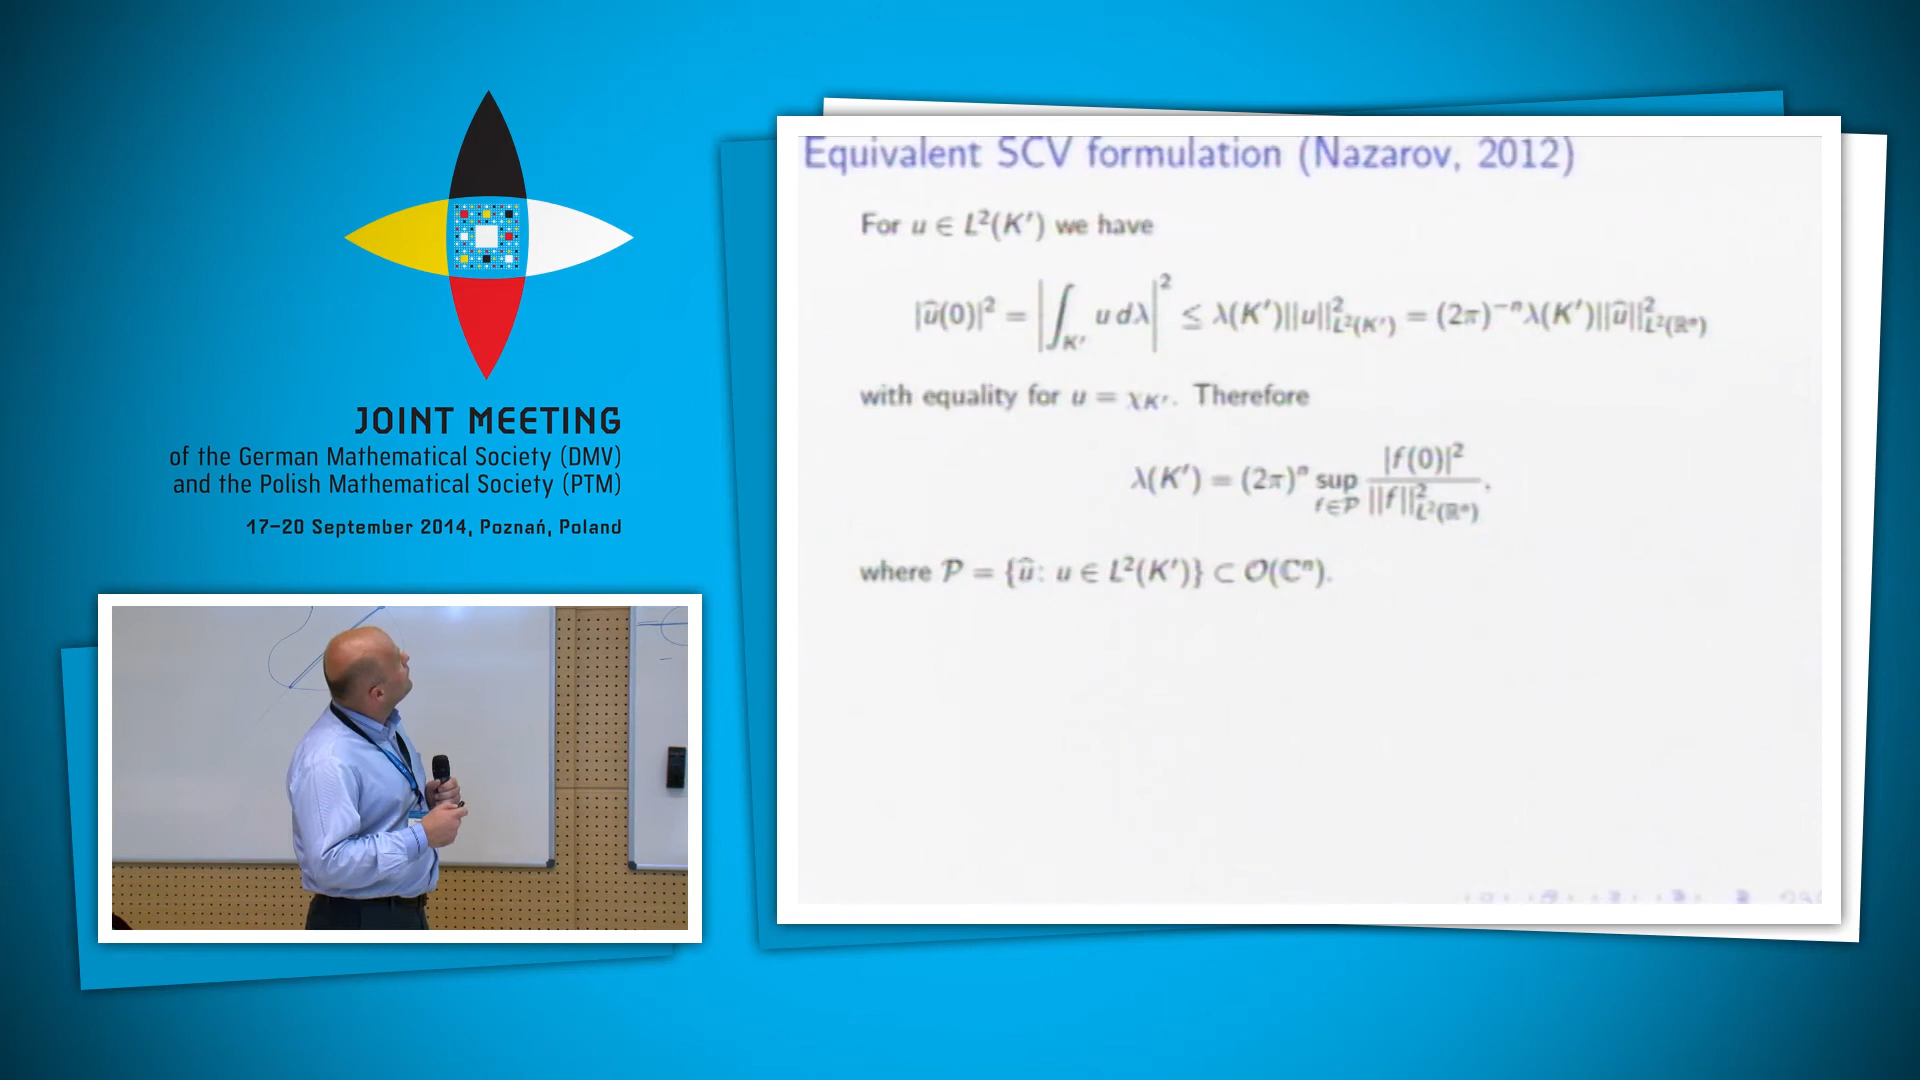 JOINT MEETING
of the German Mathematical Society (DMV)
and the Polish Mathematical Society (PTM)
17–20 September 2014, Poznań, Poland
Equivalent SCV formulation (Nazarov, 2012)
For u ∈ L²(K′) we have
|û(0)|² = |∫_{K′} u dλ|² ≤ λ(K′)||u||²_{L²(K′)} = (2π)⁻ⁿλ(K′)||û||²_{L²(ℝⁿ)}
with equality for u = χ_{K′}. Therefore
λ(K′) = (2π)ⁿ sup_{f∈𝒫} |f(0)|² / ||f||²_{L²(ℝⁿ)},
where 𝒫 = {û: u ∈ L²(K′)} ⊂ 𝒪(ℂⁿ).